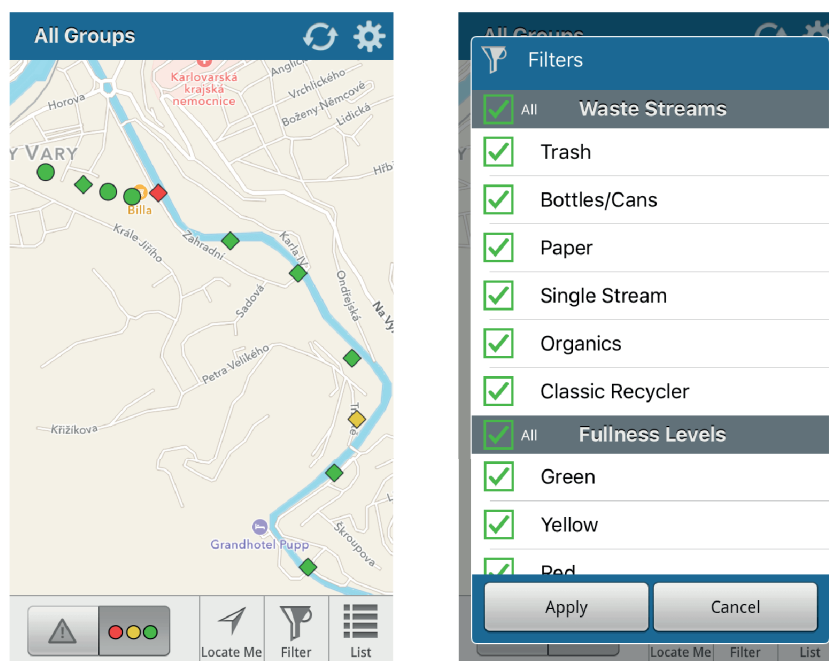 All Groups
Karlovarská
krajská
nemocnice
Anglick
Vrchlického
Boženy Němcové
Lidická
Horova
Y VARY
Hřb
Billa
Krále Jiřího
Zahradní
Karla IV.
Ondřejská
Na Vy
Sadová
Petra Velikého
Křižíkova
Grandhotel Pupp
Škroupova
Locate Me
Filter
List
All Groups
Filters
All Waste Streams
Trash
Bottles/Cans
Paper
Single Stream
Organics
Classic Recycler
All Fullness Levels
Green
Yellow
Red
Apply
Cancel
Locate Me
Filter
List